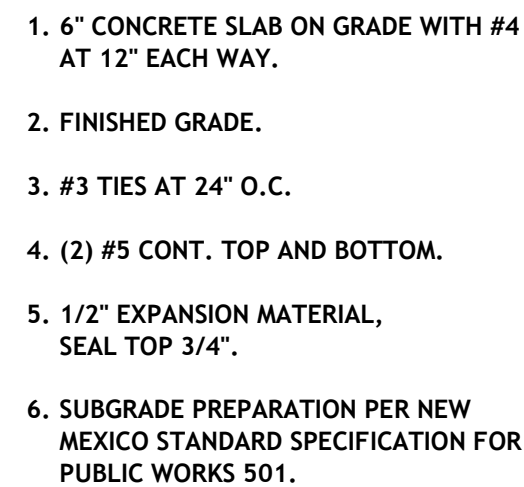 1. 6" CONCRETE SLAB ON GRADE WITH #4
AT 12" EACH WAY.
2. FINISHED GRADE.
3. #3 TIES AT 24" O.C.
4. (2) #5 CONT. TOP AND BOTTOM.
5. 1/2" EXPANSION MATERIAL,
SEAL TOP 3/4".
6. SUBGRADE PREPARATION PER NEW
MEXICO STANDARD SPECIFICATION FOR
PUBLIC WORKS 501.